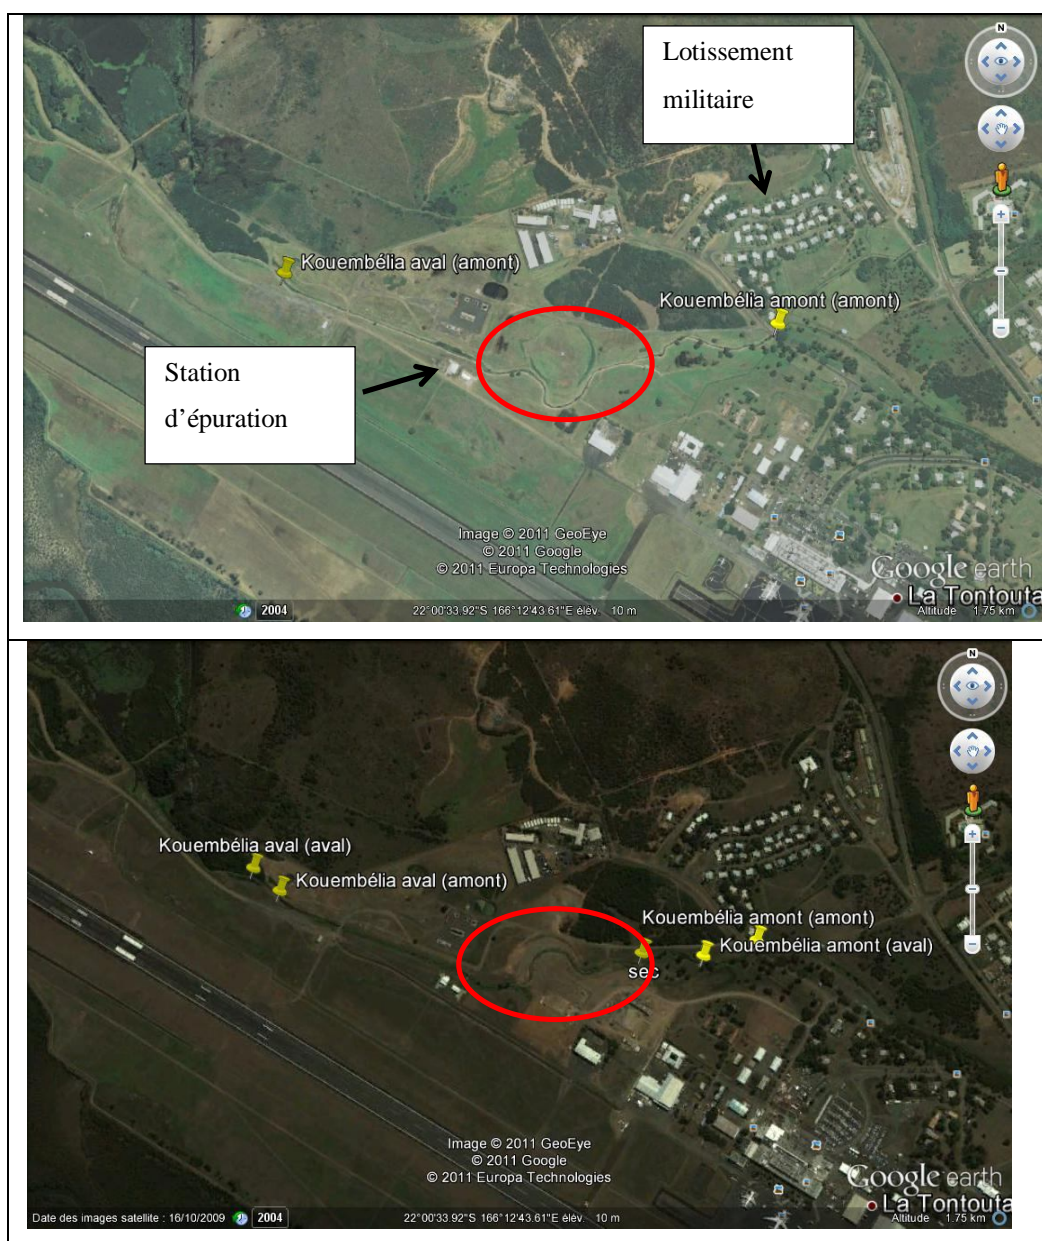 Lotissement
militaire
N
Kouembélia aval (amont)
Kouembélia amont (amont)
Station
d’épuration
Image © 2011 GeoEye
© 2011 Google
© 2011 Europa Technologies
Google earth
La Tontouta
2004
22°00'33.92"S 166°12'43.61"E élév. 10 m
Altitude 1.75 km
N
Kouembélia aval (aval)
Kouembélia aval (amont)
Kouembélia amont (amont)
Kouembélia amont (aval)
sec
Image © 2011 GeoEye
© 2011 Google
© 2011 Europa Technologies
Google earth
La Tontouta
Date des images satellite : 16/10/2009 2004
22°00'33.92"S 166°12'43.61"E élév. 10 m
Altitude 1.75 km